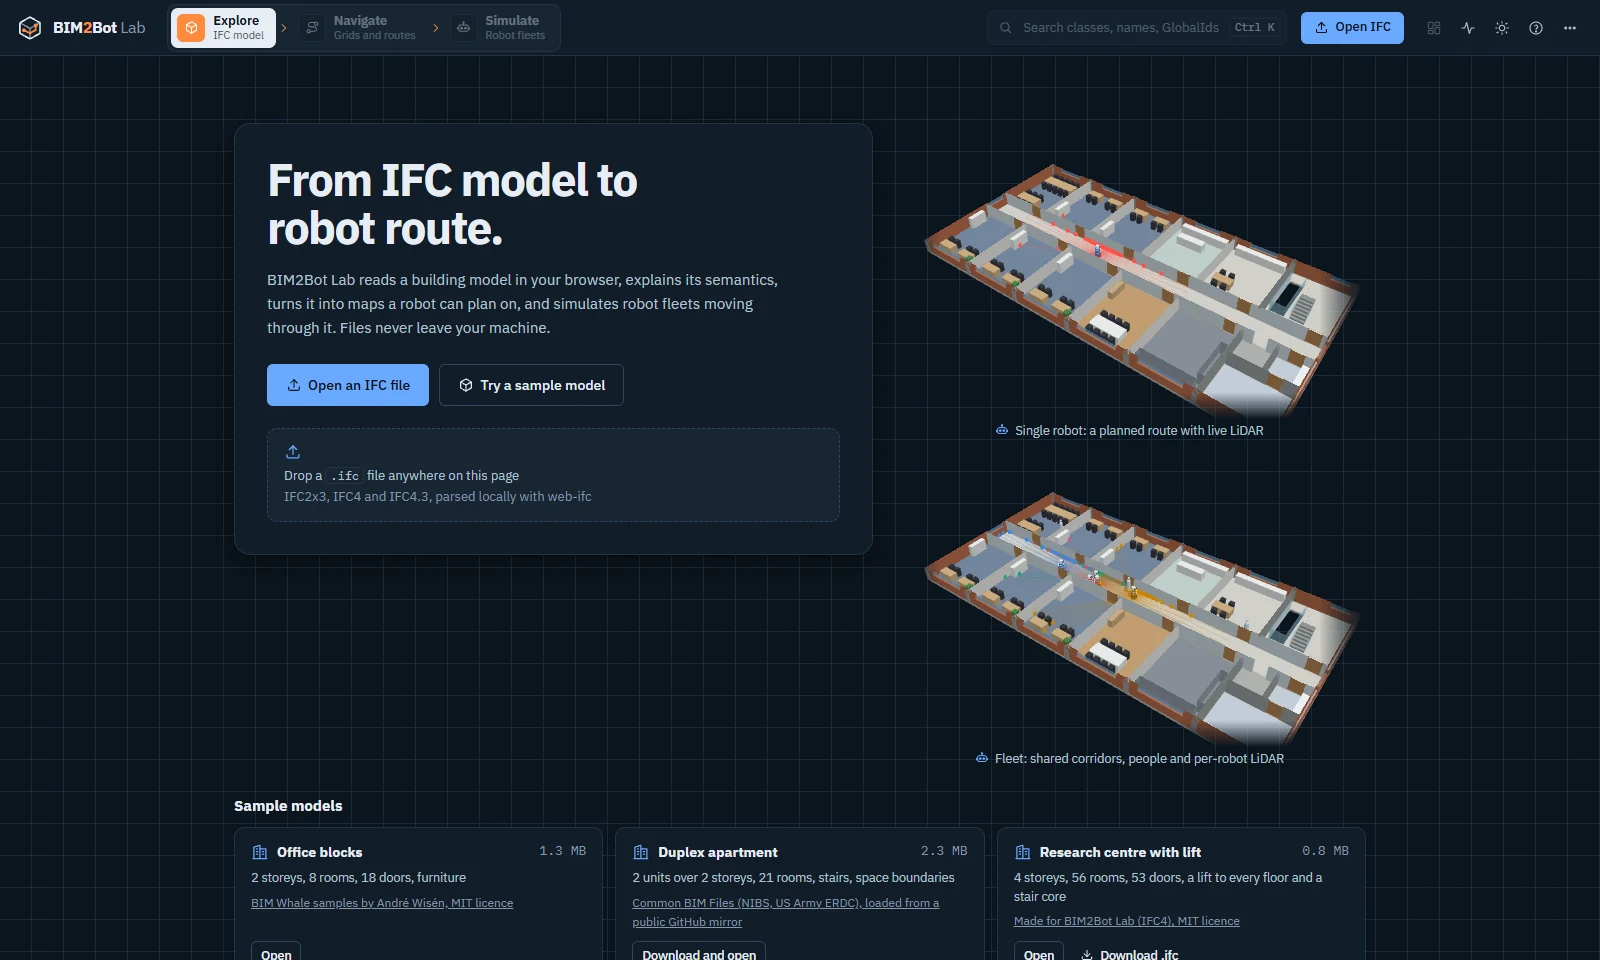 BIM2Bot Lab
Explore
IFC model
Navigate
Grids and routes
Simulate
Robot fleets
Search classes, names, GlobalIds
Ctrl K
Open IFC
From IFC model to
robot route.
BIM2Bot Lab reads a building model in your browser, explains its semantics,
turns it into maps a robot can plan on, and simulates robot fleets moving
through it. Files never leave your machine.
Open an IFC file
Try a sample model
Drop a .ifc file anywhere on this page
IFC2x3, IFC4 and IFC4.3, parsed locally with web-ifc
Single robot: a planned route with live LiDAR
Fleet: shared corridors, people and per-robot LiDAR
Sample models
Office blocks
1.3 MB
2 storeys, 8 rooms, 18 doors, furniture
BIM Whale samples by André Wisén, MIT licence
Open
Duplex apartment
2.3 MB
2 units over 2 storeys, 21 rooms, stairs, space boundaries
Common BIM Files (NIBS, US Army ERDC), loaded from a
public GitHub mirror
Download and open
Research centre with lift
0.8 MB
4 storeys, 56 rooms, 53 doors, a lift to every floor and a
stair core
Made for BIM2Bot Lab (IFC4), MIT licence
Open
Download .ifc